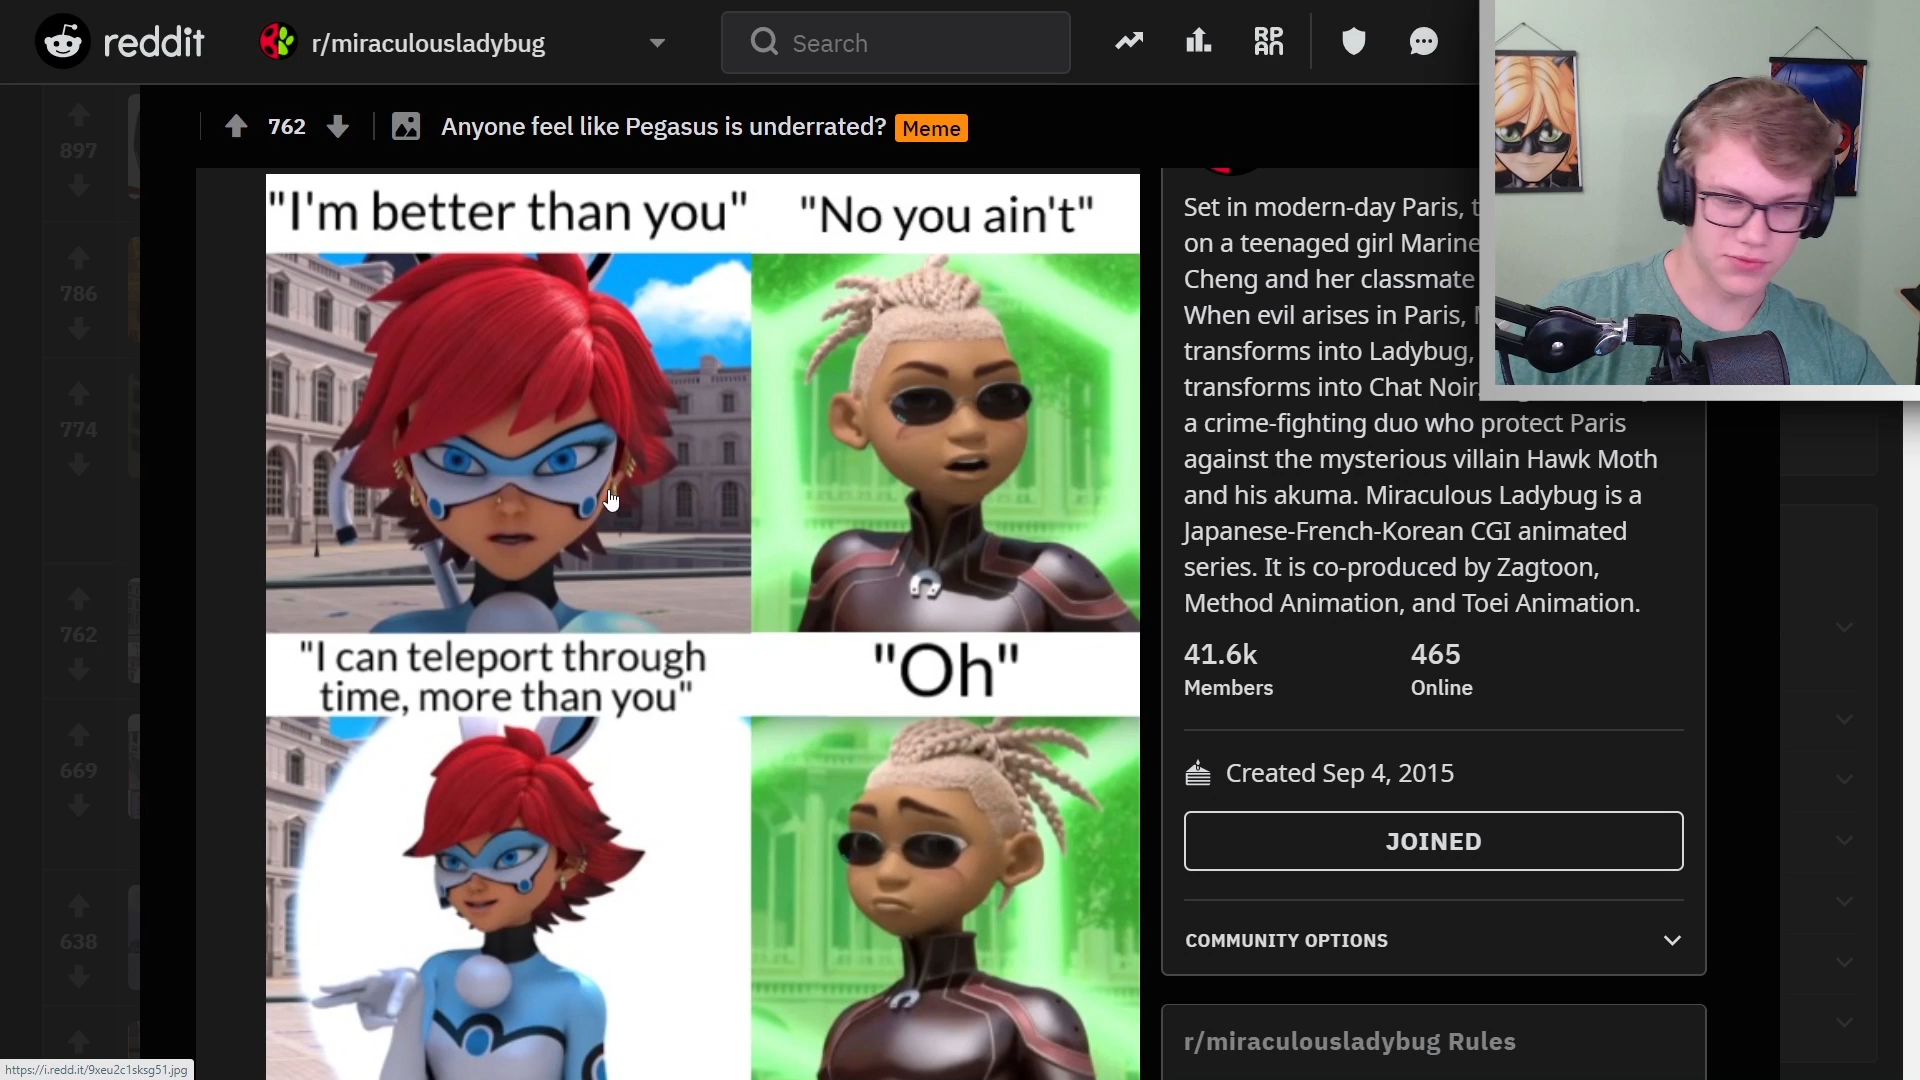 reddit
r/miraculousladybug
Search
RPAN
897
762
Anyone feel like Pegasus is underrated?
Meme
"I'm better than you"
"No you ain't"
Set in modern-day Paris,
on a teenaged girl
Cheng and her classmate
When evil arises in Paris,
transforms into Ladybug,
transforms into Chat Noir
a crime-fighting duo who protect Paris
against the mysterious villain Hawk Moth
and his akuma. Miraculous Ladybug is a
Japanese-French-Korean CGI animated
series. It is co-produced by Zagtoon,
Method Animation, and Toei Animation.
786
774
762
669
638
"I can teleport through
time, more than you"
"Oh"
41.6k
465
Members
Online
Created Sep 4, 2015
JOINED
COMMUNITY OPTIONS
r/miraculousladybug Rules
https://i.redd.it/9xeu2c1sksg51.jpg